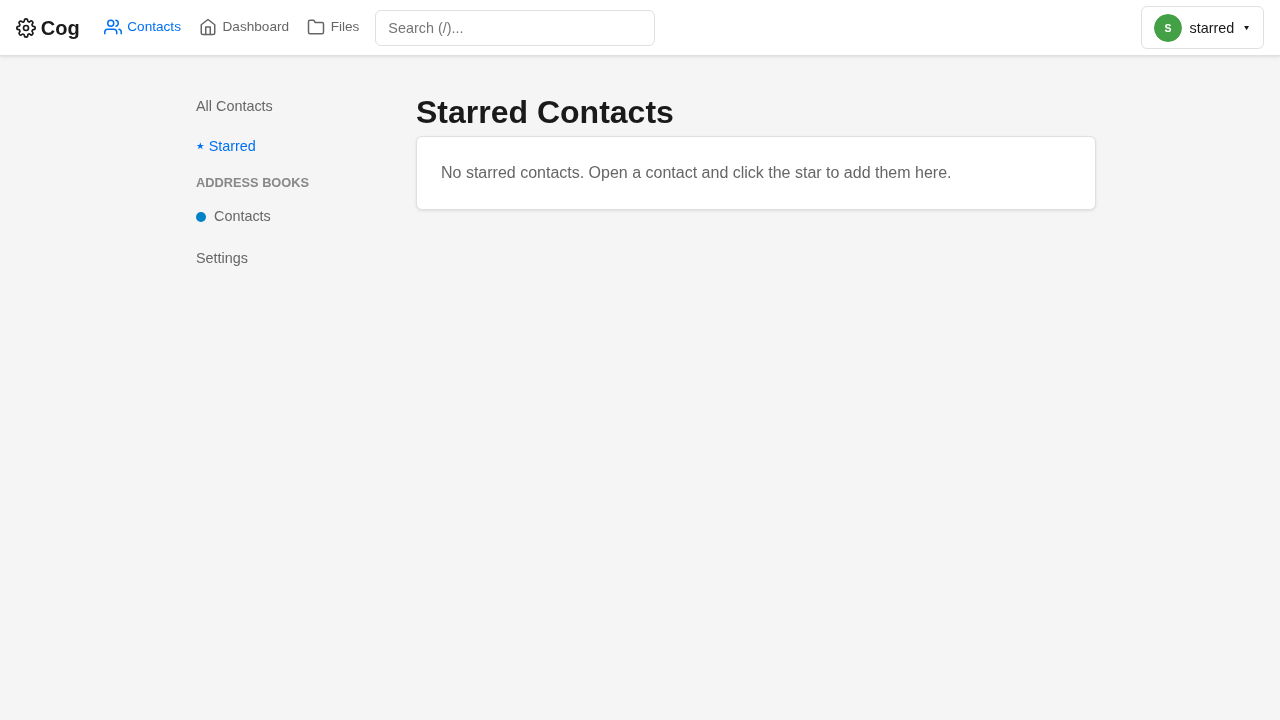 Cog
Contacts
Dashboard
Files
Search (/)...
S
starred
All Contacts
★ Starred
ADDRESS BOOKS
Contacts
Settings
Starred Contacts
No starred contacts. Open a contact and click the star to add them here.